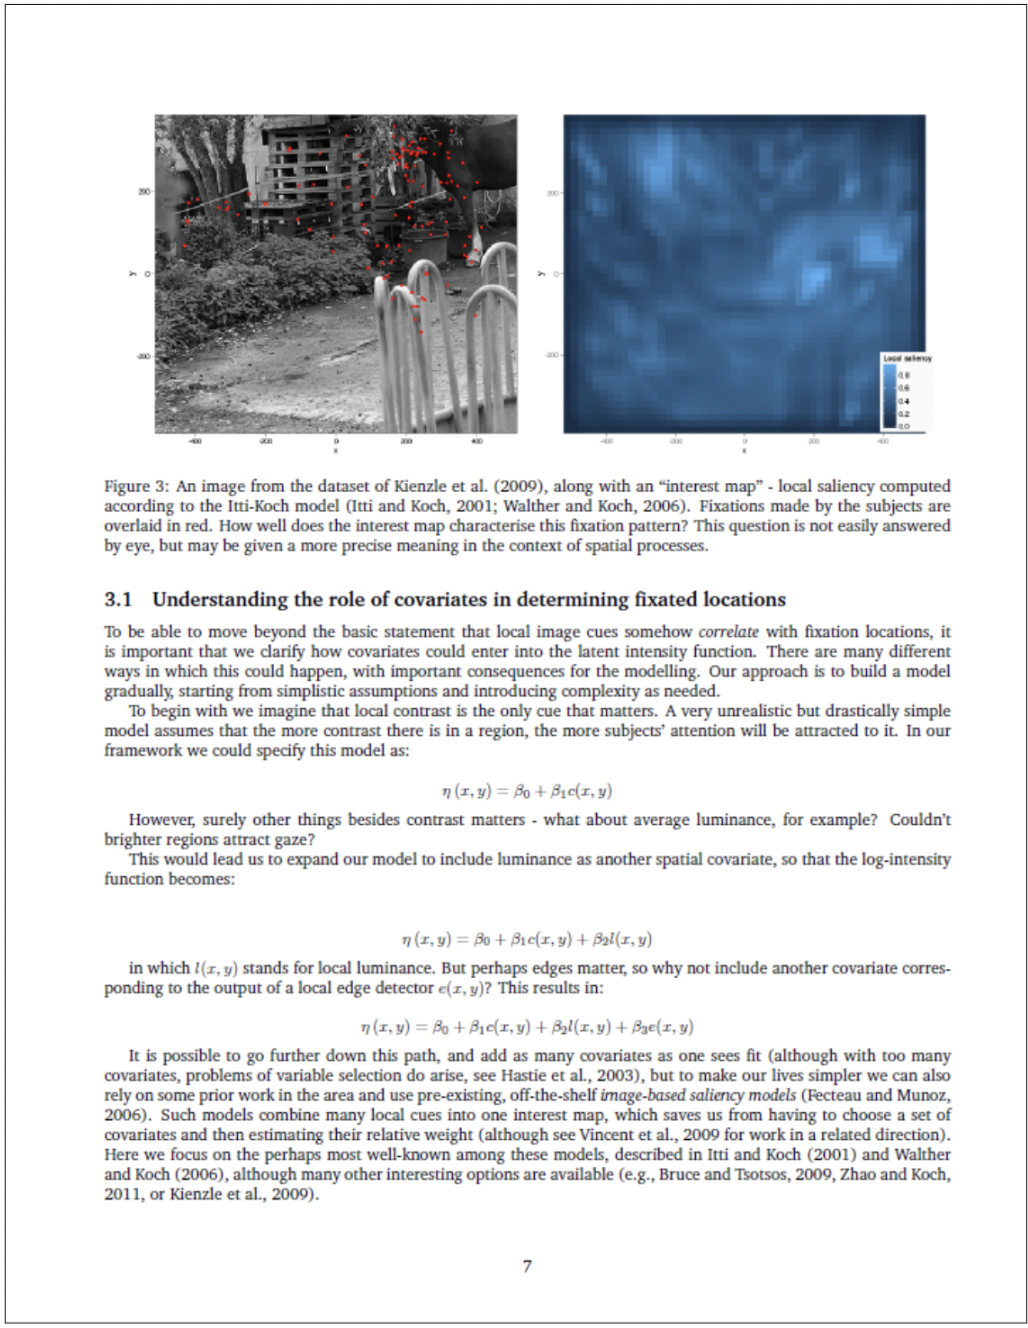 200
0
-200
y
-400
-200
0
200
400
x
200
0
-200
y
-400
-200
0
200
400
x
Local saliency
0.8
0.6
0.4
0.2
0.0
Figure 3: An image from the dataset of Kienzle et al. (2009), along with an “interest map” - local saliency computed
according to the Itti-Koch model (Itti and Koch, 2001; Walther and Koch, 2006). Fixations made by the subjects are
overlaid in red. How well does the interest map characterise this fixation pattern? This question is not easily answered
by eye, but may be given a more precise meaning in the context of spatial processes.
3.1 Understanding the role of covariates in determining fixated locations
To be able to move beyond the basic statement that local image cues somehow correlate with fixation locations, it
is important that we clarify how covariates could enter into the latent intensity function. There are many different
ways in which this could happen, with important consequences for the modelling. Our approach is to build a model
gradually, starting from simplistic assumptions and introducing complexity as needed.
To begin with we imagine that local contrast is the only cue that matters. A very unrealistic but drastically simple
model assumes that the more contrast there is in a region, the more subjects’ attention will be attracted to it. In our
framework we could specify this model as:
η (x, y) = β₀ + β₁c(x, y)
However, surely other things besides contrast matters - what about average luminance, for example? Couldn’t
brighter regions attract gaze?
This would lead us to expand our model to include luminance as another spatial covariate, so that the log-intensity
function becomes:
η (x, y) = β₀ + β₁c(x, y) + β₂l(x, y)
in which l(x, y) stands for local luminance. But perhaps edges matter, so why not include another covariate corres-
ponding to the output of a local edge detector e(x, y)? This results in:
η (x, y) = β₀ + β₁c(x, y) + β₂l(x, y) + β₃e(x, y)
It is possible to go further down this path, and add as many covariates as one sees fit (although with too many
covariates, problems of variable selection do arise, see Hastie et al., 2003), but to make our lives simpler we can also
rely on some prior work in the area and use pre-existing, off-the-shelf image-based saliency models (Fecteau and Munoz,
2006). Such models combine many local cues into one interest map, which saves us from having to choose a set of
covariates and then estimating their relative weight (although see Vincent et al., 2009 for work in a related direction).
Here we focus on the perhaps most well-known among these models, described in Itti and Koch (2001) and Walther
and Koch (2006), although many other interesting options are available (e.g., Bruce and Tsotsos, 2009, Zhao and Koch,
2011, or Kienzle et al., 2009).
7